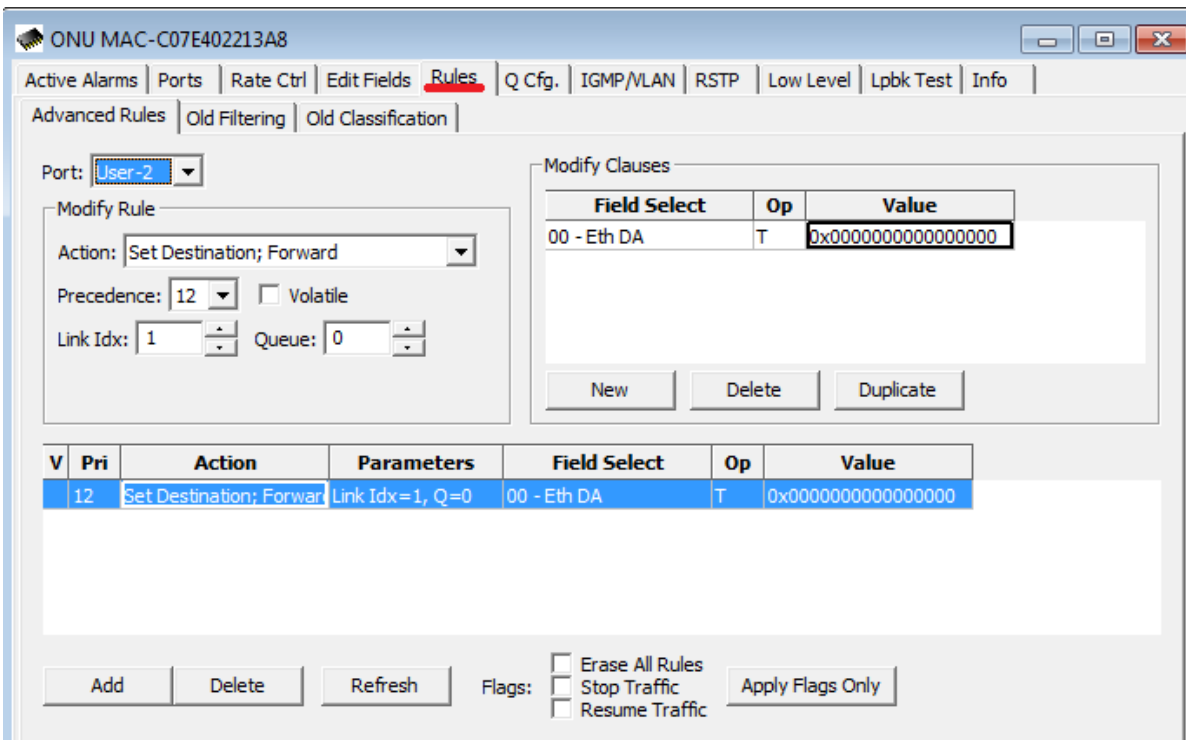 ONU MAC-C07E402213A8
Active Alarms Ports Rate Ctrl Edit Fields Rules Q Cfg. IGMP/VLAN RSTP Low Level Lpbk Test Info
Advanced Rules Old Filtering Old Classification
Port: User-2
Modify Rule
Action: Set Destination; Forward
Precedence: 12 Volatile
Link Idx: 1 Queue: 0
Modify Clauses
Field Select Op Value
00 - Eth DA T 0x0000000000000000
New Delete Duplicate
V Pri Action Parameters Field Select Op Value
12 Set Destination; Forward Link Idx=1, Q=0 00 - Eth DA T 0x0000000000000000
Add Delete Refresh Flags: Erase All Rules
Stop Traffic
Resume Traffic
Apply Flags Only